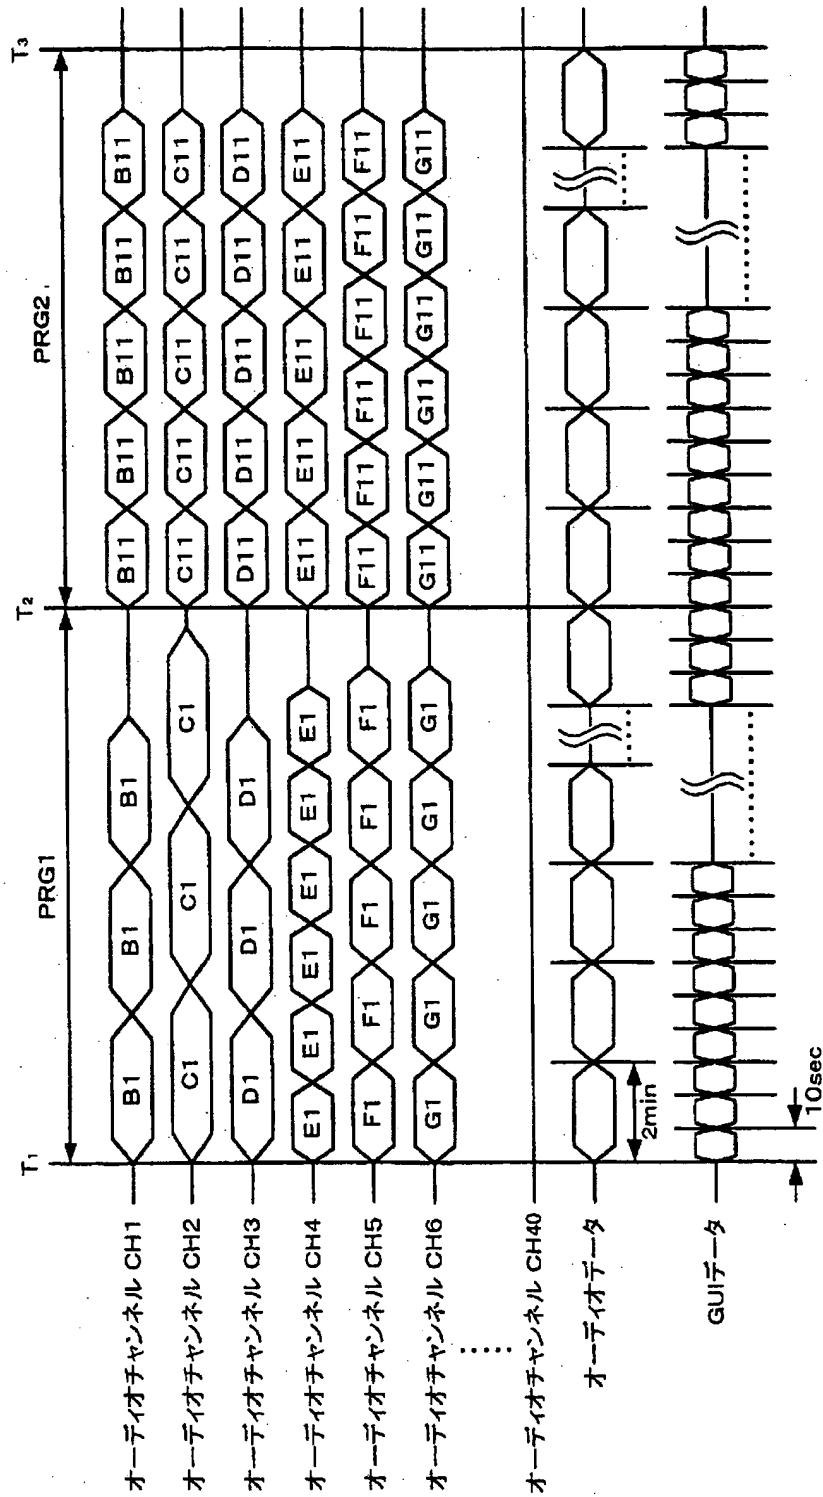 T1 PRG1 T2 PRG2 T3
オーディオチャンネル CH1 B1 B1 B1 B11 B11 B11 B11 B11
オーディオチャンネル CH2 C1 C1 C1 C11 C11 C11 C11 C11
オーディオチャンネル CH3 D1 D1 D1 D11 D11 D11 D11 D11
オーディオチャンネル CH4 E1 E1 E1 E1 E1 E1 E11 E11 E11 E11 E11
オーディオチャンネル CH5 F1 F1 F1 F1 F1 F11 F11 F11 F11 F11 F11
オーディオチャンネル CH6 G1 G1 G1 G1 G1 G11 G11 G11 G11 G11 G11
オーディオチャンネル CH40
オーディオデータ
2min
GUIデータ
10sec